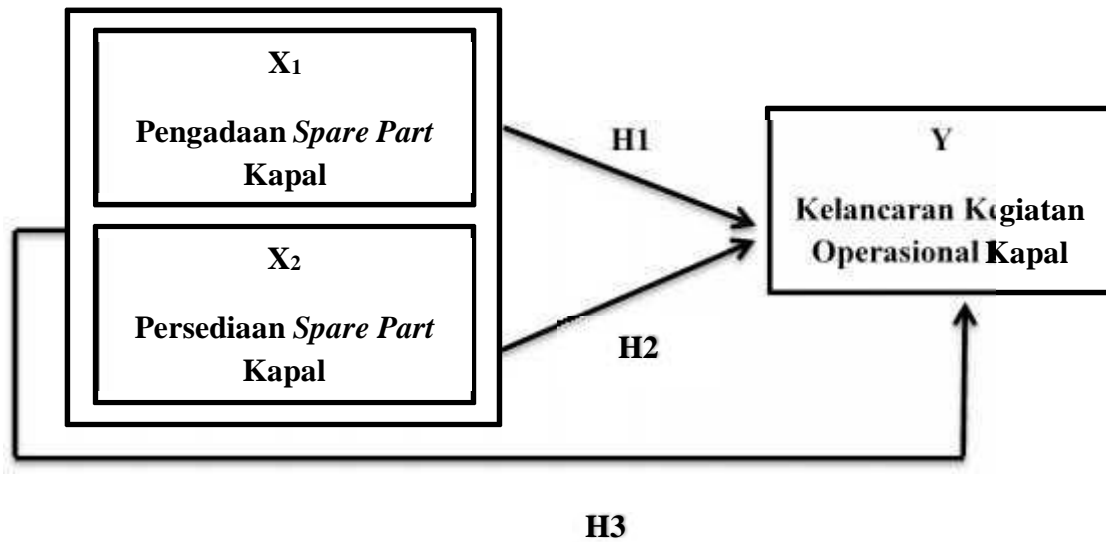 X₁
Pengadaan Spare Part
Kapal
X₂
Persediaan Spare Part
Kapal
H1
H2
Y
Kelancaran Kegiatan
Operasional Kapal
H3